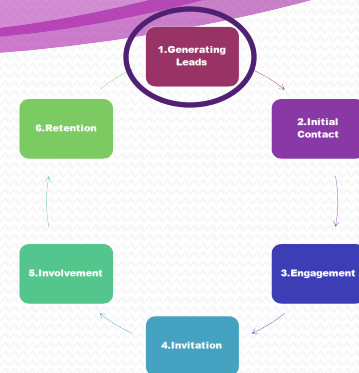 1.Generating
Leads
2.Initial
Contact
3.Engagement
4.Invitation
5.Involvement
6.Retention